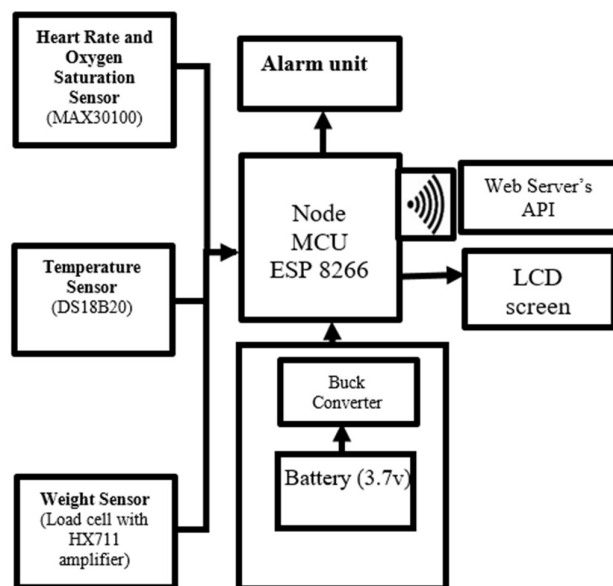 Heart Rate and
Oxygen
Saturation
Sensor
(MAX30100)
Alarm unit
Node
MCU
ESP 8266
Web Server's
API
Temperature
Sensor
(DS18B20)
LCD
screen
Buck
Converter
Battery (3.7v)
Weight Sensor
(Load cell with
HX711
amplifier)